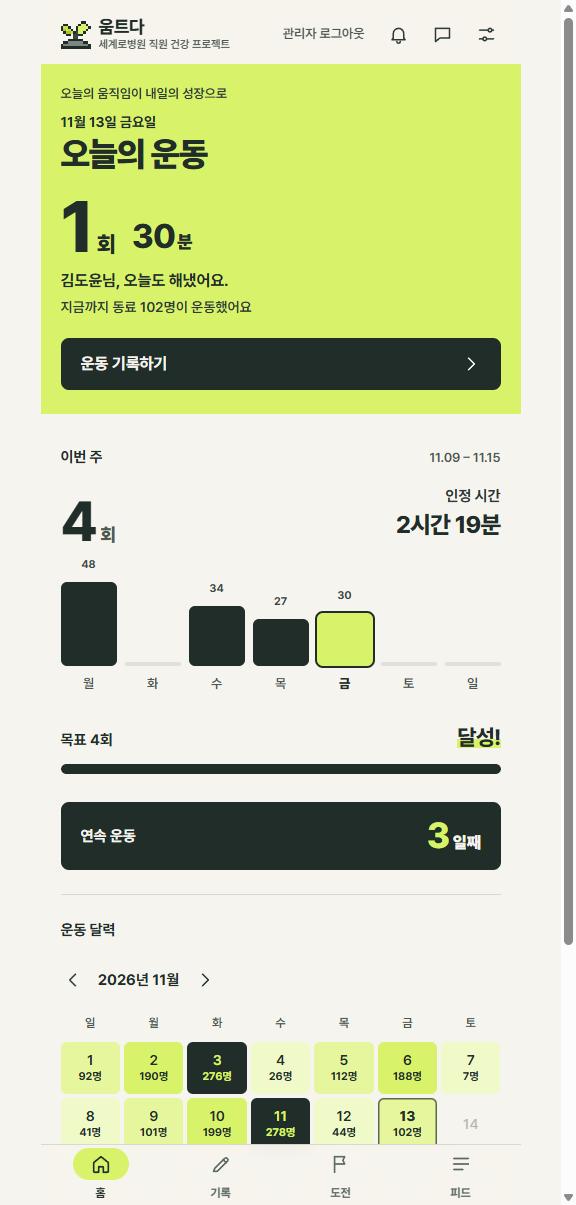 움트다
세계로병원 직원 건강 프로젝트
관리자 로그아웃
오늘의 움직임이 내일의 성장으로
11월 13일 금요일
오늘의 운동
1회 30분
김도윤님, 오늘도 해냈어요.
지금까지 동료 102명이 운동했어요
운동 기록하기
이번 주 11.09 – 11.15
4회
인정 시간
2시간 19분
48 34 27 30
월 화 수 목 금 토 일
목표 4회 달성!
연속 운동 3일째
운동 달력
2026년 11월
일 월 화 수 목 금 토
1 2 3 4 5 6 7
92명 190명 276명 26명 112명 188명 7명
8 9 10 11 12 13 14
41명 101명 199명 278명 44명 102명
홈 기록 도전 피드